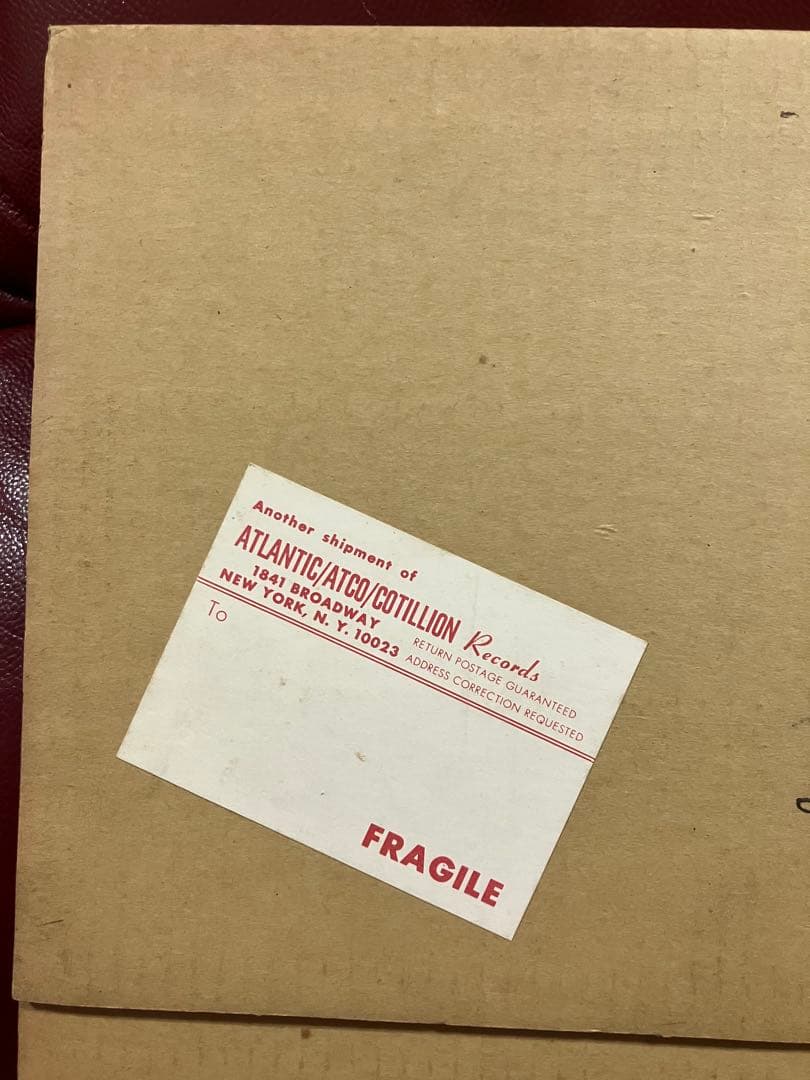 Another shipment of
ATLANTIC/ATCO/COTILLION Records
1841 BROADWAY
NEW YORK, N. Y. 10023
RETURN POSTAGE GUARANTEED
ADDRESS CORRECTION REQUESTED
To
FRAGILE